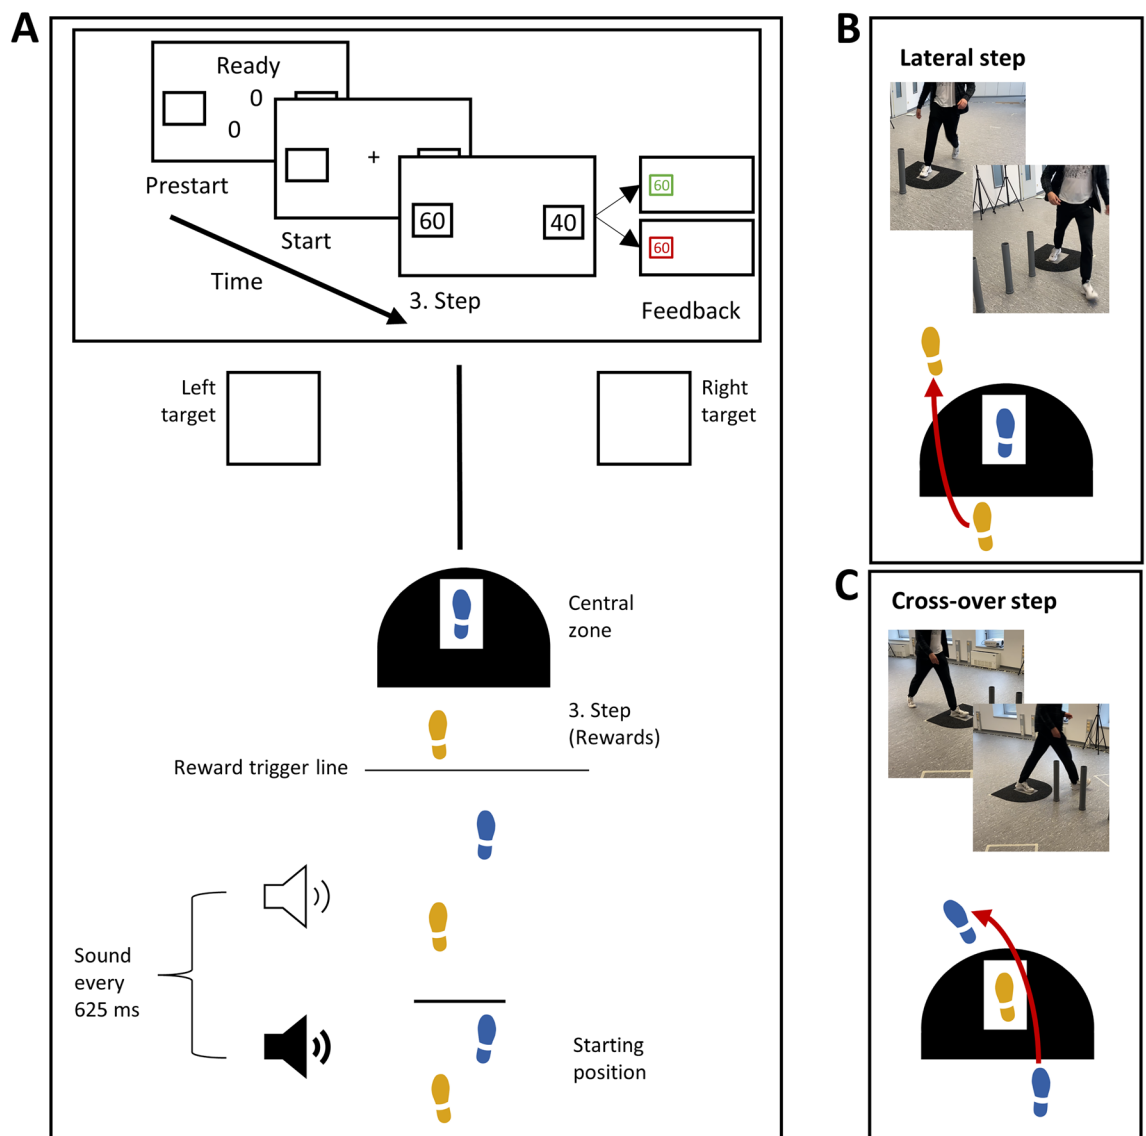 A
Ready
0
0
Prestart
+
Start
Time
60
40
3. Step
60
60
Feedback
Left
target
Right
target
Central
zone
3. Step
(Rewards)
Reward trigger line
Sound
every
625 ms
Starting
position
B
Lateral step
C
Cross-over step